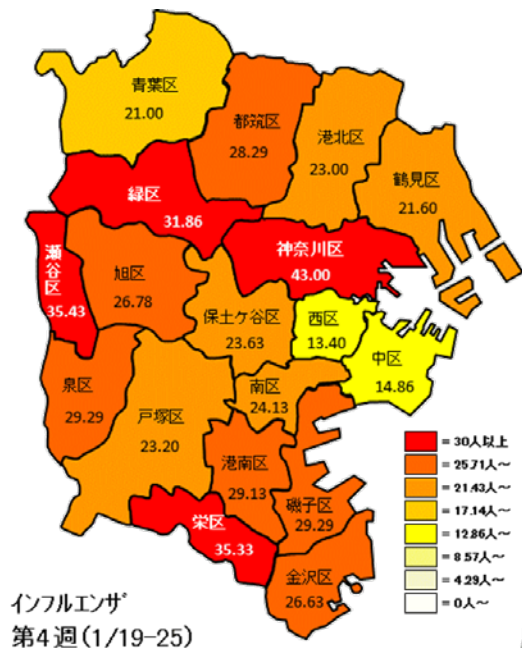 青葉区
21.00
都筑区
28.29
港北区
23.00
鶴見区
21.60
緑区
31.86
神奈川区
43.00
瀬谷区
35.43
旭区
26.78
保土ケ谷区
23.63
西区
13.40
中区
14.86
泉区
29.29
戸塚区
23.20
南区
24.13
港南区
29.13
磯子区
29.29
栄区
35.33
金沢区
26.63
=30人以上
=25.71人～
=21.43人～
=17.14人～
=12.86人～
=8.57人～
=4.29人～
=0人～
インフルエンザ
第4週(1/19-25)